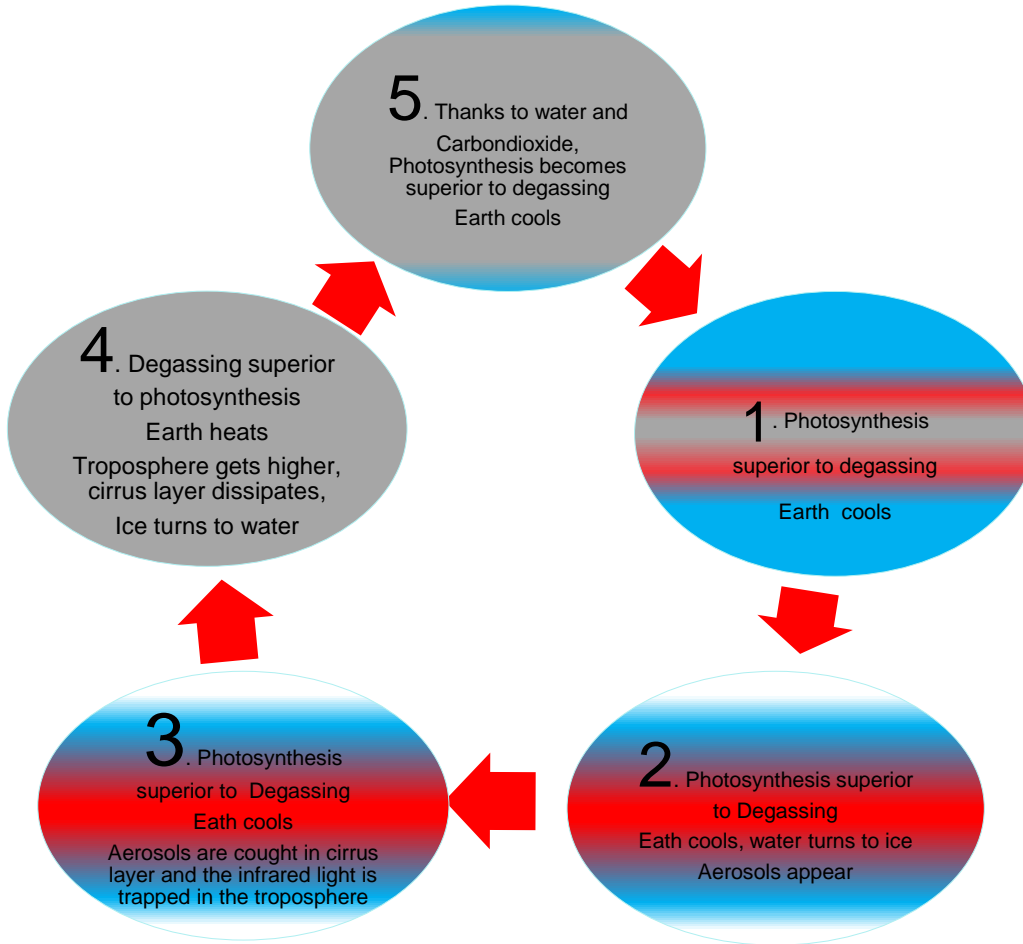 5. Thanks to water and
Carbondioxide,
Photosynthesis becomes
superior to degassing
Earth cools
4. Degassing superior
to photosynthesis
Earth heats
Troposphere gets higher,
cirrus layer dissipates,
Ice turns to water
1. Photosynthesis
superior to degassing
Earth cools
3. Photosynthesis
superior to Degassing
Eath cools
Aerosols are cought in cirrus
layer and the infrared light is
trapped in the troposphere
2. Photosynthesis superior
to Degassing
Eath cools, water turns to ice
Aerosols appear